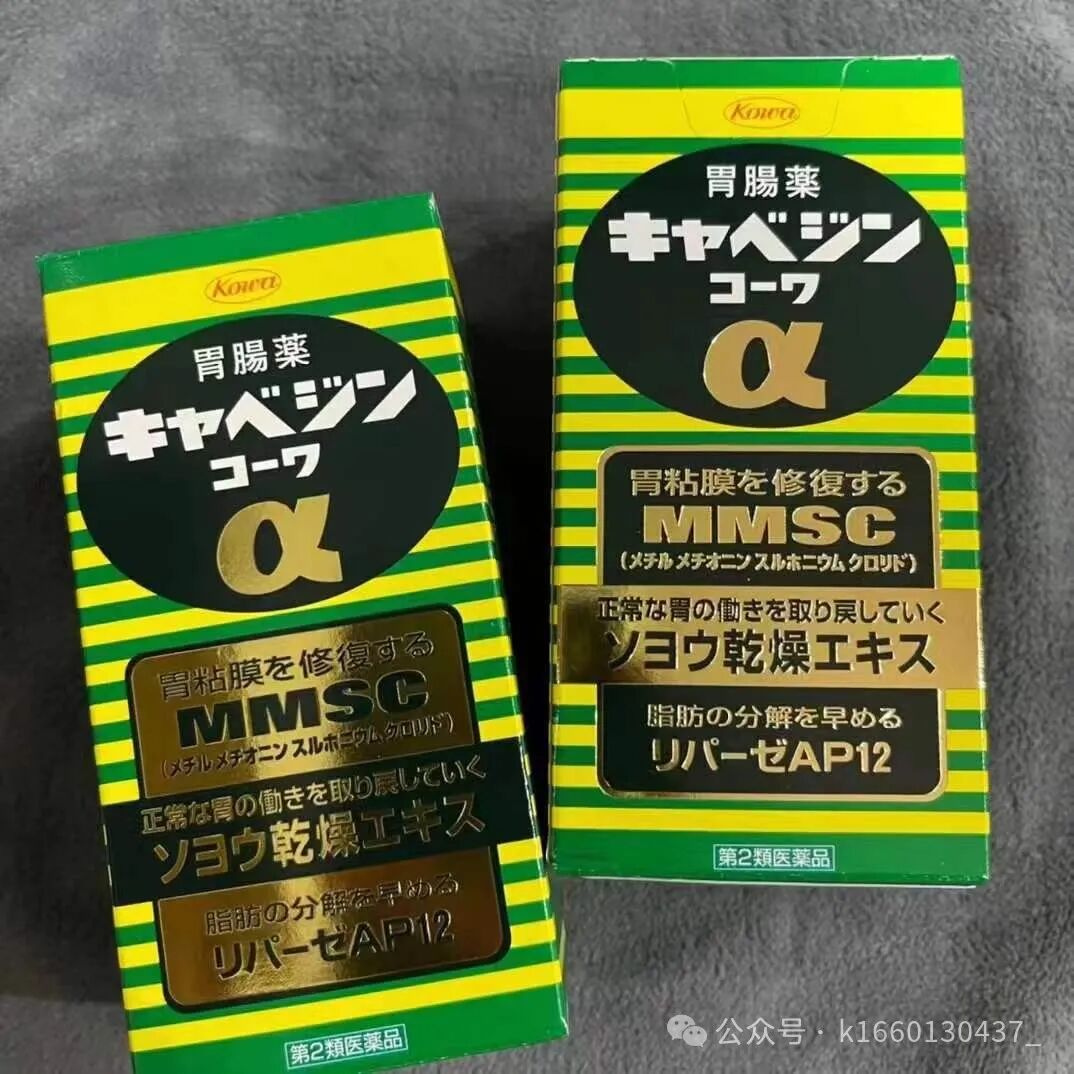 Kowa
胃腸薬
キャベジン
コーワ
α
胃粘膜を修復する
MMSC
(メチル メチオニン スルホニウム クロリド)
正常な胃の働きを取り戻していく
ソヨウ乾燥エキス
脂肪の分解を早める
リパーゼAP12
第2類医薬品
Kowa
胃腸薬
キャベジン
コーワ
α
胃粘膜を修復する
MMSC
(メチル メチオニン スルホニウム クロリド)
正常な胃の働きを取り戻していく
ソヨウ乾燥エキス
脂肪の分解を早める
リパーゼAP12
第2類医薬品
公众号·k1660130437_